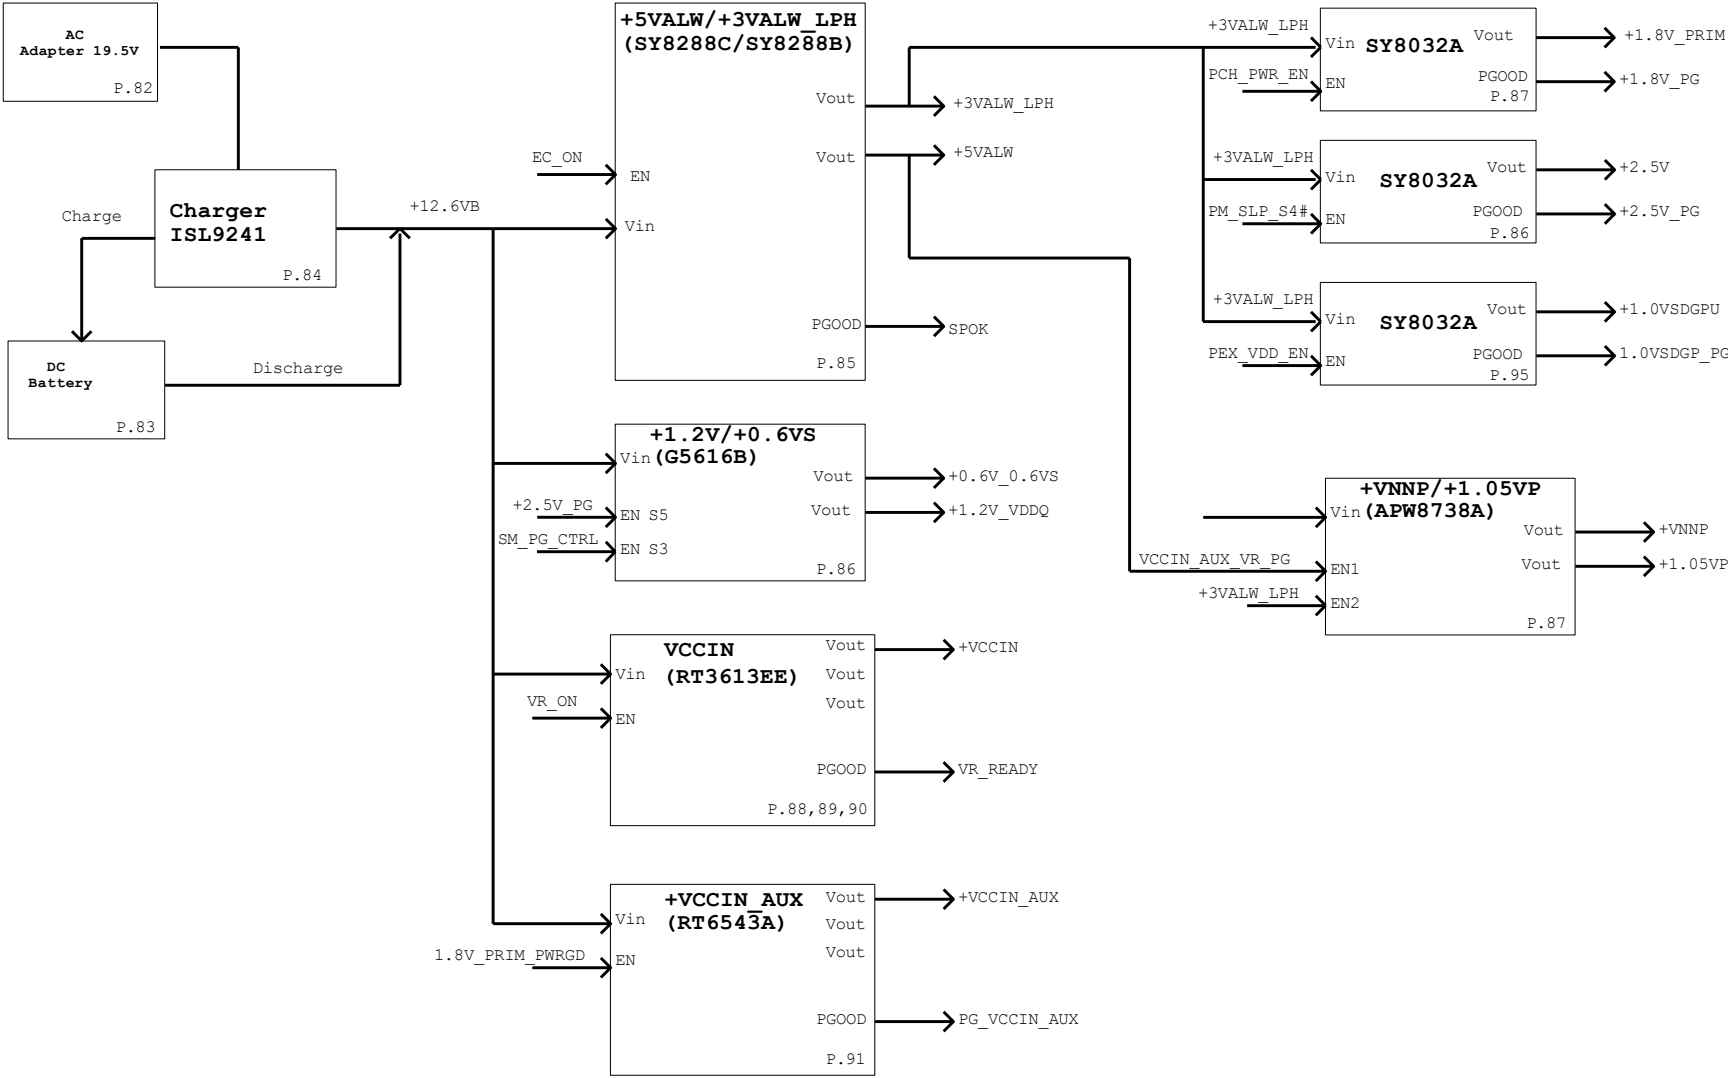 AC
Adapter 19.5V
P.82
Charger
ISL9241
P.84
Charge
DC
Battery
P.83
Discharge
+12.6VB
+5VALW/+3VALW_LPH
(SY8288C/SY8288B)
Vout
+3VALW_LPH
Vout
+5VALW
EC_ON
EN
Vin
PGOOD
SPOK
P.85
+1.2V/+0.6VS
Vin (G5616B)
Vout
+0.6V_0.6VS
+2.5V_PG
EN S5
Vout
+1.2V_VDDQ
SM_PG_CTRL
EN S3
P.86
VCCIN
(RT3613EE)
Vin
Vout
+VCCIN
Vout
Vout
VR_ON
EN
PGOOD
VR_READY
P.88,89,90
+VCCIN_AUX
(RT6543A)
Vin
Vout
+VCCIN_AUX
Vout
Vout
1.8V_PRIM_PWRGD
EN
PGOOD
PG_VCCIN_AUX
P.91
+3VALW_LPH
Vin SY8032A
Vout
+1.8V_PRIM
PCH_PWR_EN
EN
PGOOD
+1.8V_PG
P.87
+3VALW_LPH
Vin SY8032A
Vout
+2.5V
PM_SLP_S4#
EN
PGOOD
+2.5V_PG
P.86
+3VALW_LPH
Vin SY8032A
Vout
+1.0VSDGPU
PEX_VDD_EN
EN
PGOOD
1.0VSDGP_PG
P.95
+VNNP/+1.05VP
Vin (APW8738A)
Vout
+VNNP
VCCIN_AUX_VR_PG
EN1
Vout
+1.05VP
+3VALW_LPH
EN2
P.87